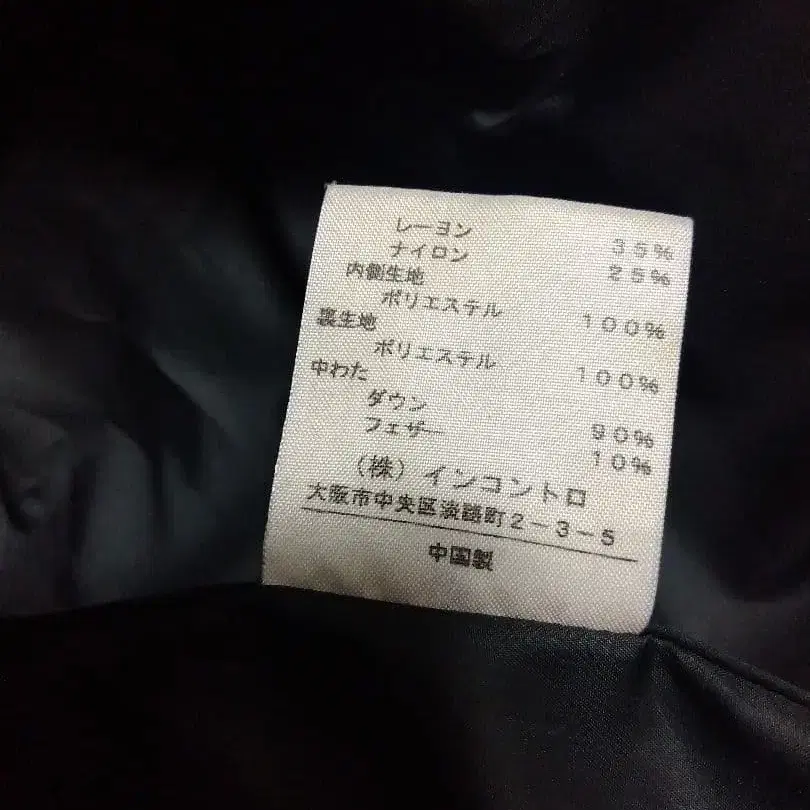 レーヨン 35%
ナイロン 25%
内側生地
ポリエステル 100%
裏生地
ポリエステル 100%
中わた
ダウン 90%
フェザー 10%
(株)インコントロ
大阪市中央区淡路町2-3-5
中国製